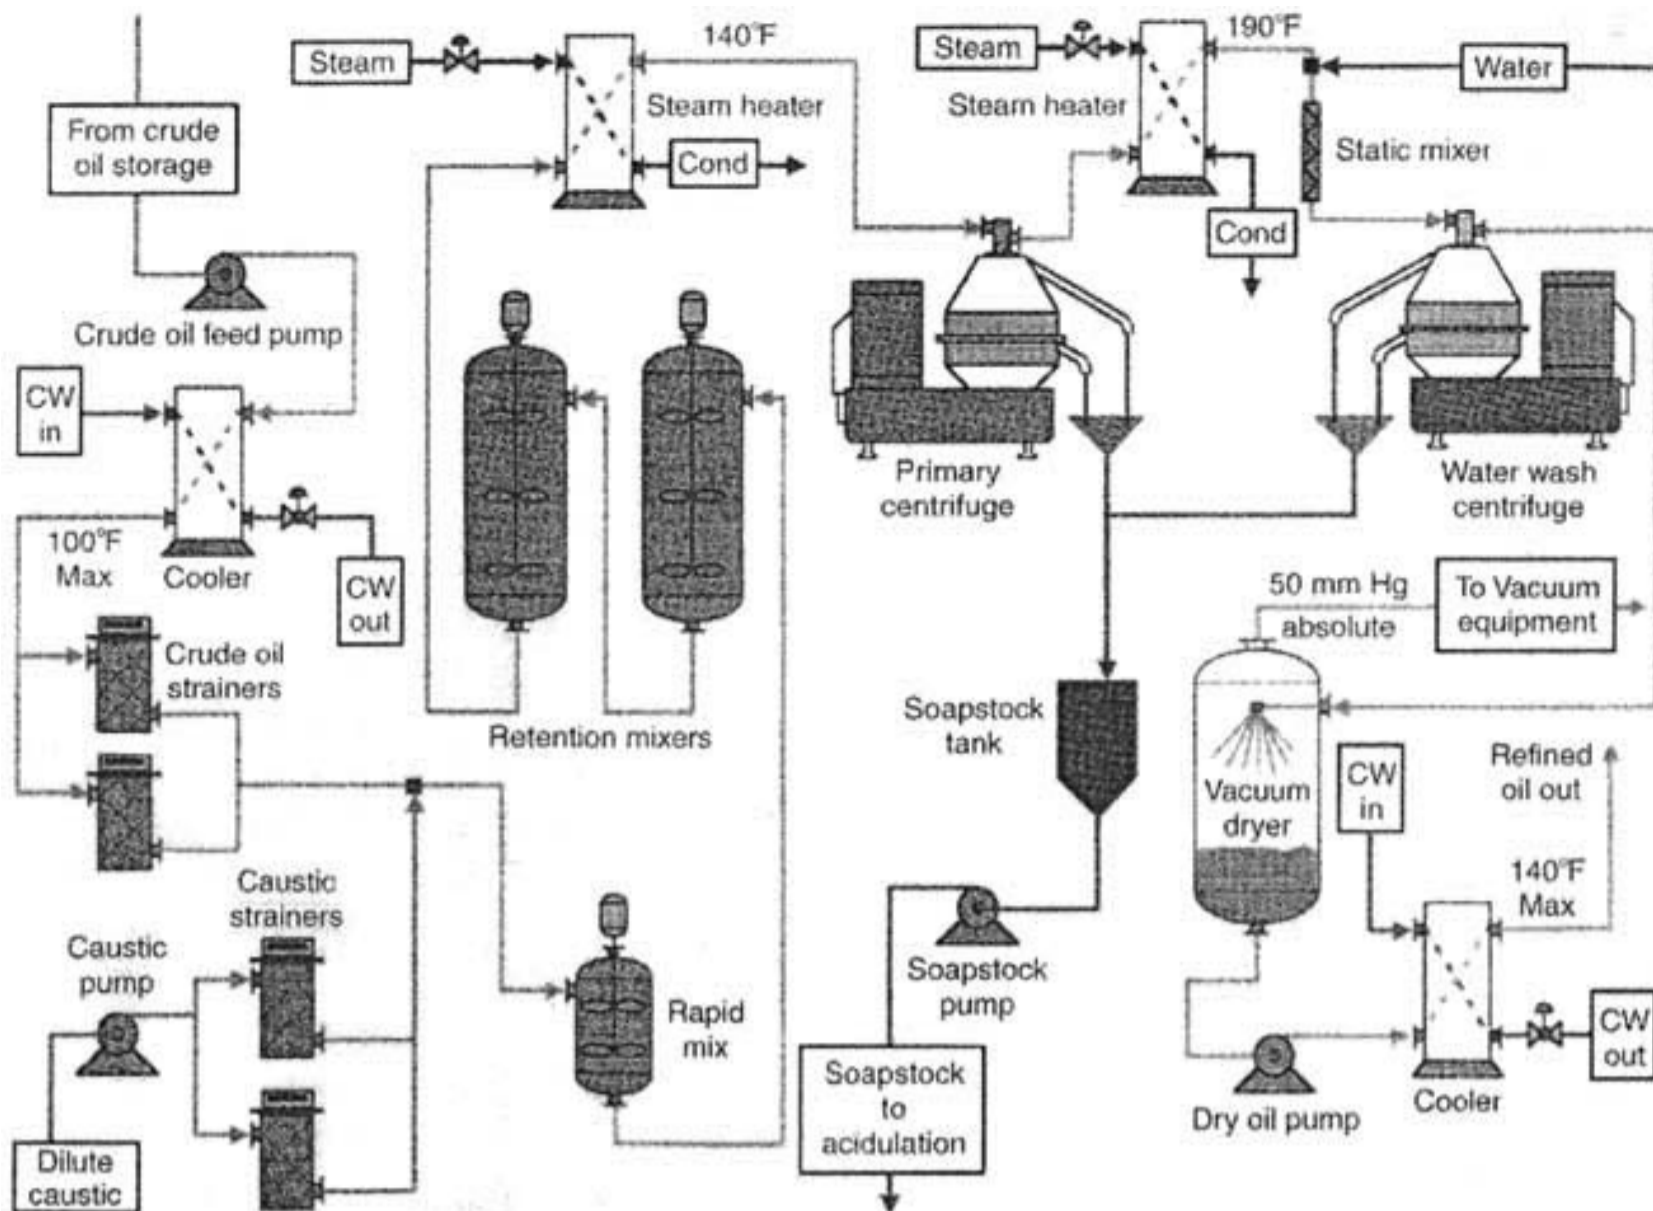 From crude
oil storage
Crude oil feed pump
CW
in
100°F
Max
Cooler
CW
out
Crude oil
strainers
Caustic
strainers
Caustic
pump
Dilute
caustic
Steam
140°F
Steam heater
Cond
Retention mixers
Rapid
mix
Steam
190°F
Steam heater
Cond
Water
Static mixer
Primary
centrifuge
Water wash
centrifuge
50 mm Hg
absolute
To Vacuum
equipment
Soapstock
tank
Soapstock
pump
Soapstock
to
acidulation
Vacuum
dryer
CW
in
Refined
oil out
140°F
Max
Dry oil pump
Cooler
CW
out